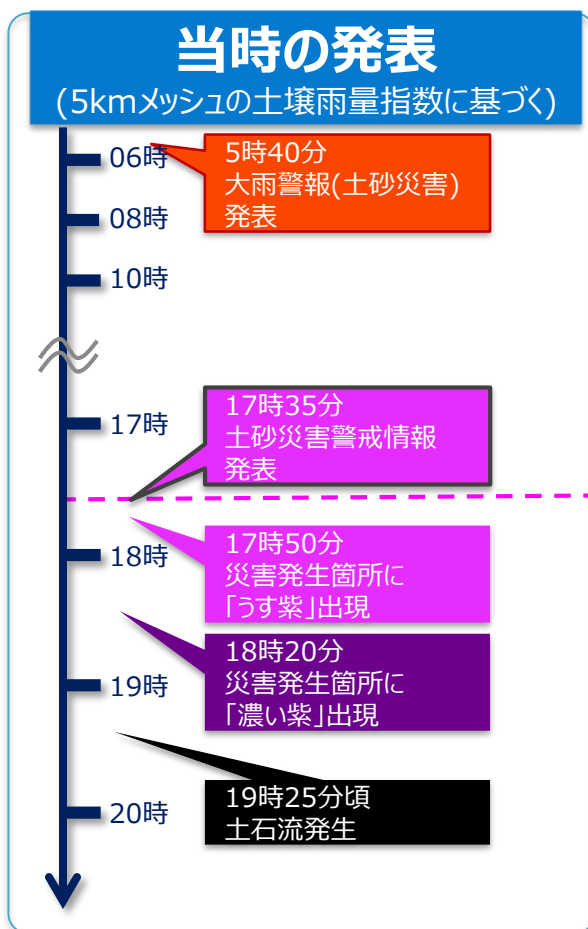 当時の発表
(5kmメッシュの土壌雨量指数に基づく)
06時
5時40分
大雨警報(土砂災害)
発表
08時
10時
17時
17時35分
土砂災害警戒情報
発表
18時
17時50分
災害発生箇所に
「うす紫」出現
18時20分
災害発生箇所に
「濃い紫」出現
19時
19時25分頃
土石流発生
20時